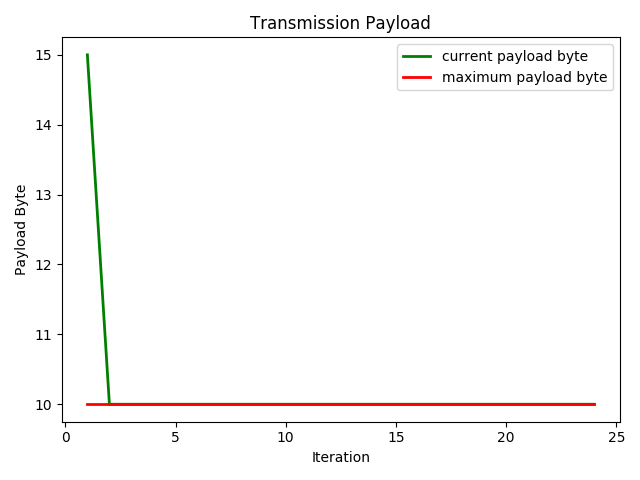 Transmission Payload
current payload byte
maximum payload byte
15
14
13
12
11
10
Payload Byte
0
5
10
15
20
25
Iteration